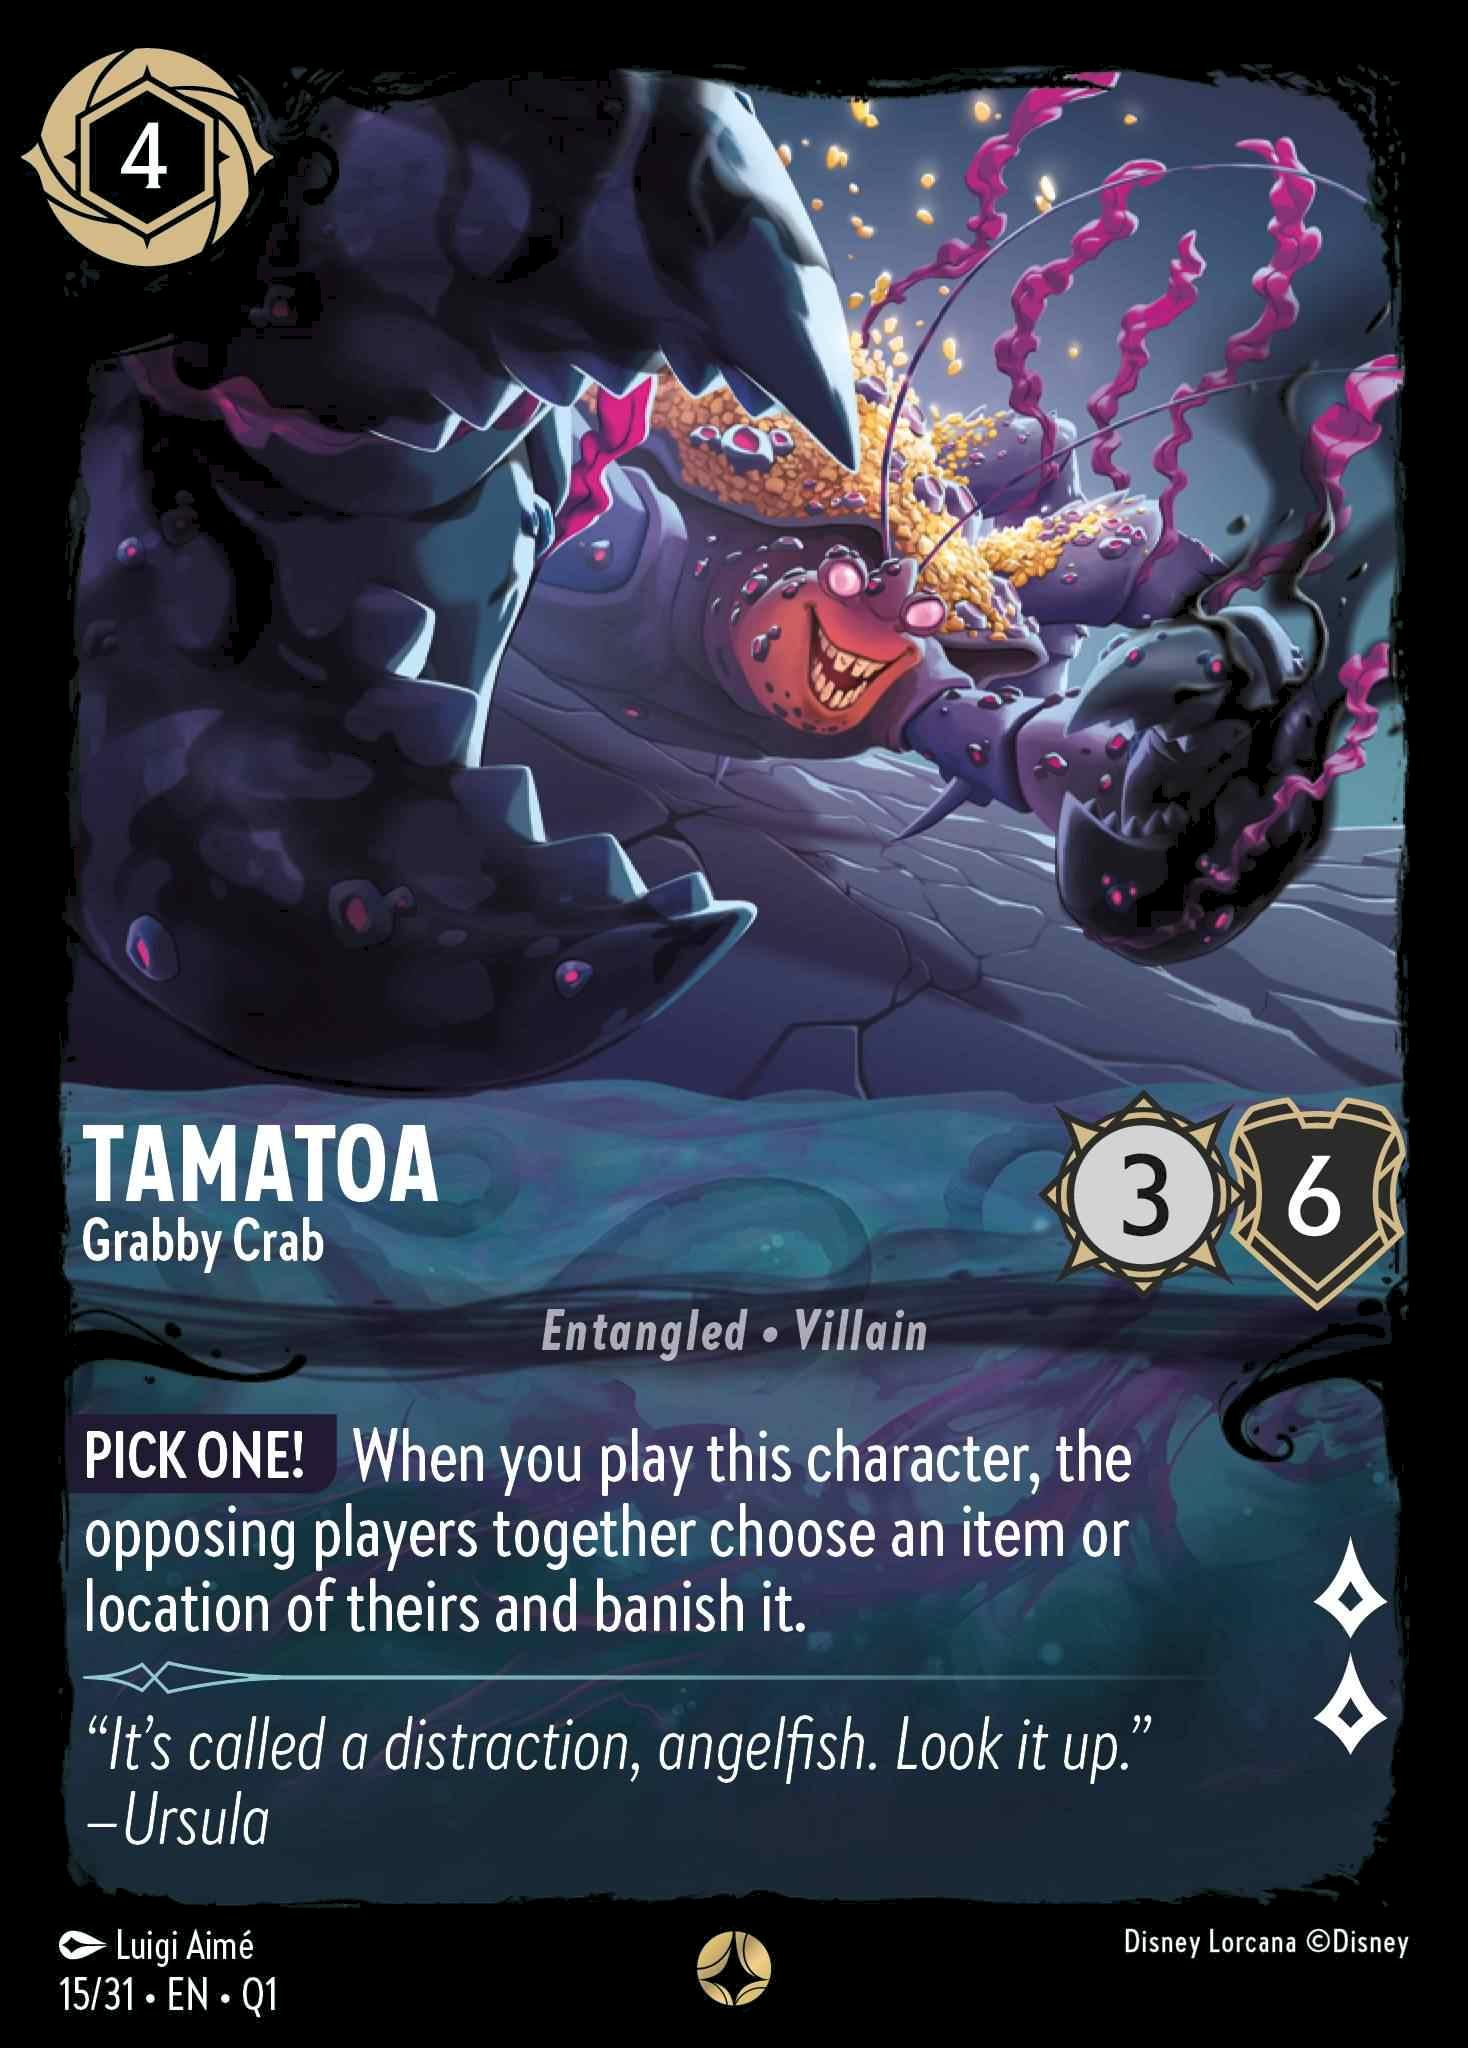 4
TAMATOA
Grabby Crab
3
6
Entangled • Villain
PICK ONE! When you play this character, the
opposing players together choose an item or
location of theirs and banish it.
“It’s called a distraction, angelfish. Look it up.”
–Ursula
Luigi Aimé
Disney Lorcana ©Disney
15/31 • EN • Q1